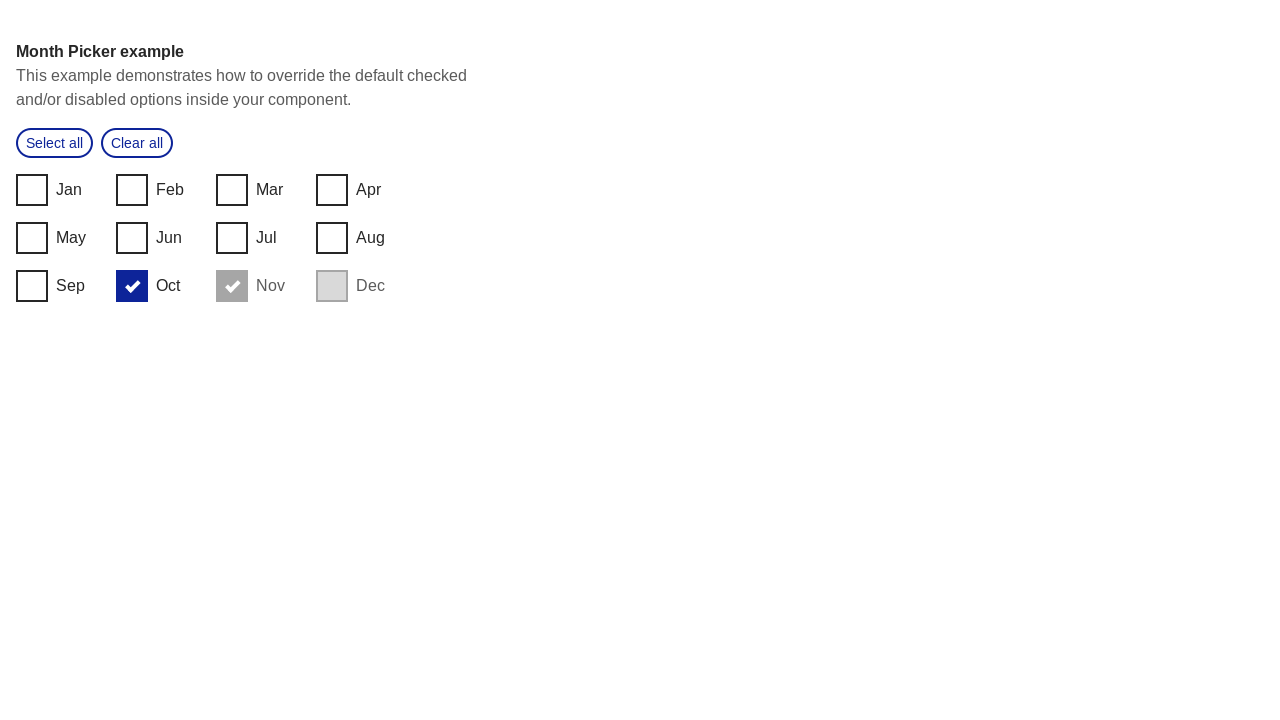 Month Picker example
This example demonstrates how to override the default checked
and/or disabled options inside your component.
Select all Clear all
Jan Feb Mar Apr
May Jun Jul Aug
Sep Oct Nov Dec